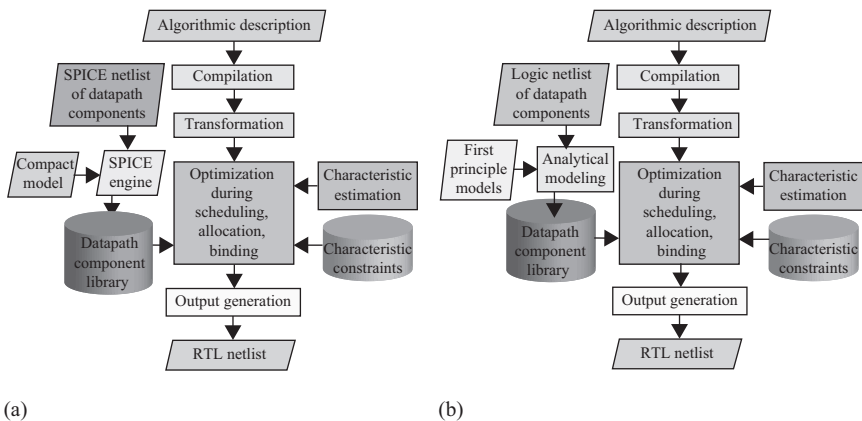 Algorithmic description
Compilation
SPICE netlist
of datapath
components
Transformation
Compact
model
SPICE
engine
Optimization
during
scheduling,
allocation,
binding
Characteristic
estimation
Datapath
component
library
Characteristic
constraints
Output generation
RTL netlist
(a)
Algorithmic description
Compilation
Logic netlist
of datapath
components
Transformation
First
principle
models
Analytical
modeling
Optimization
during
scheduling,
allocation,
binding
Characteristic
estimation
Datapath
component
library
Characteristic
constraints
Output generation
RTL netlist
(b)